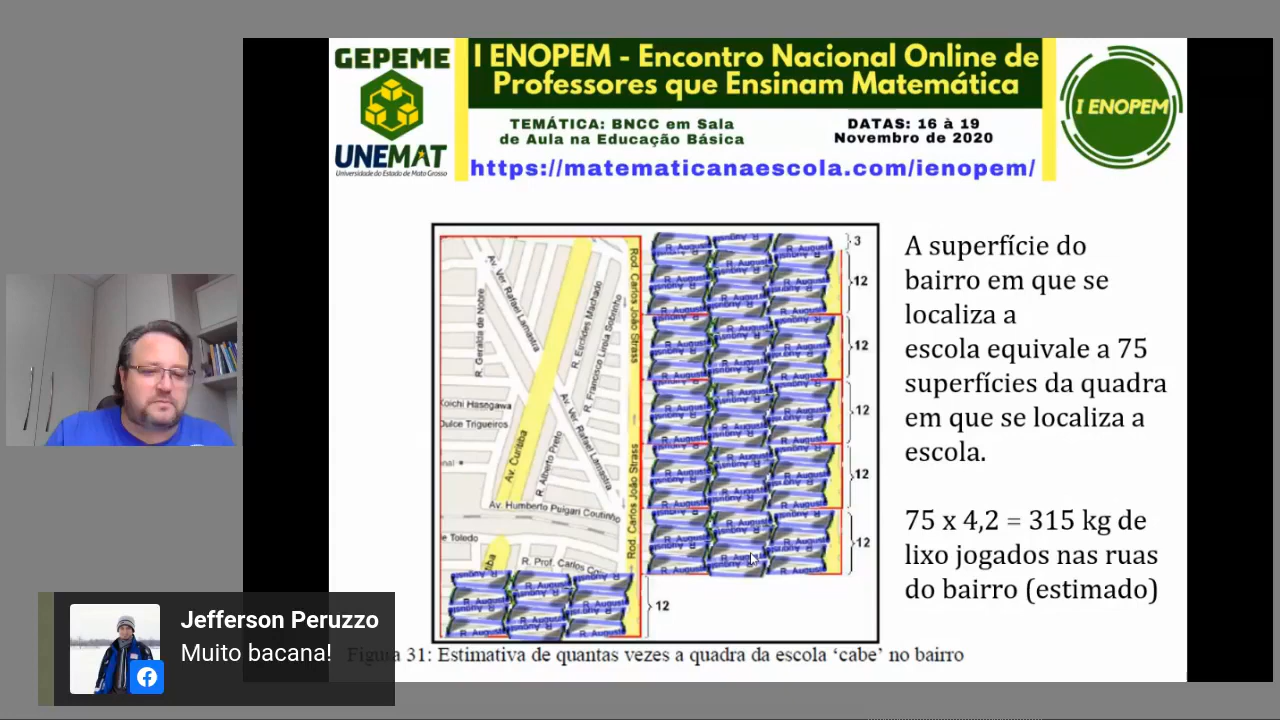 GEPEME
UNEMAT
Universidade do Estado de Mato Grosso
I ENOPEM - Encontro Nacional Online de
Professores que Ensinam Matemática
TEMÁTICA: BNCC em Sala
de Aula na Educação Básica
DATAS: 16 à 19
Novembro de 2020
https://matematicanaescola.com/ienopem/
I ENOPEM
Av. Ver Rafael Lamastra
R. Geralda de Nobre
R. Eucides Machado
Rod. Carlos João Strass
Koichi Hasegawa
Dulce Trigueiros
Av. Curitiba
R. Alberto Preto
Av. Ver Rafael Lamastra
Rod. Carlos João Strass
Av. Humberto Puigari Coutinho
e Toledo
R. Prof. Carlos
R. Augusto
3
12
12
12
12
12
12
A superfície do
bairro em que se
localiza a
escola equivale a 75
superfícies da quadra
em que se localiza a
escola.
75 x 4,2 = 315 kg de
lixo jogados nas ruas
do bairro (estimado)
Figura 31: Estimativa de quantas vezes a quadra da escola ‘cabe’ no bairro
Jefferson Peruzzo
Muito bacana!